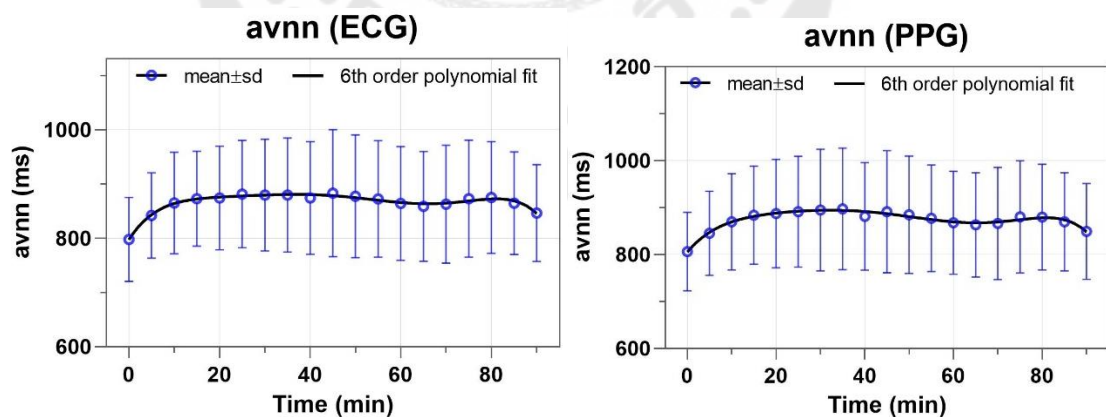 avnn (ECG)
mean±sd 6th order polynomial fit
avnn (ms)
1000
800
600
0 20 40 60 80
Time (min)
avnn (PPG)
mean±sd 6th order polynomial fit
avnn (ms)
1200
1000
800
600
0 20 40 60 80
Time (min)